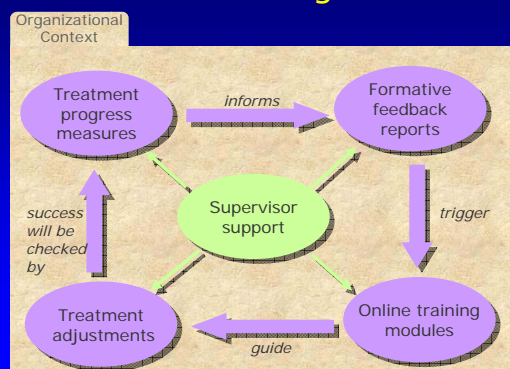 Organizational
Context
Treatment
progress
measures
informs
Formative
feedback
reports
success
will be
checked
by
Supervisor
support
trigger
Treatment
adjustments
guide
Online training
modules